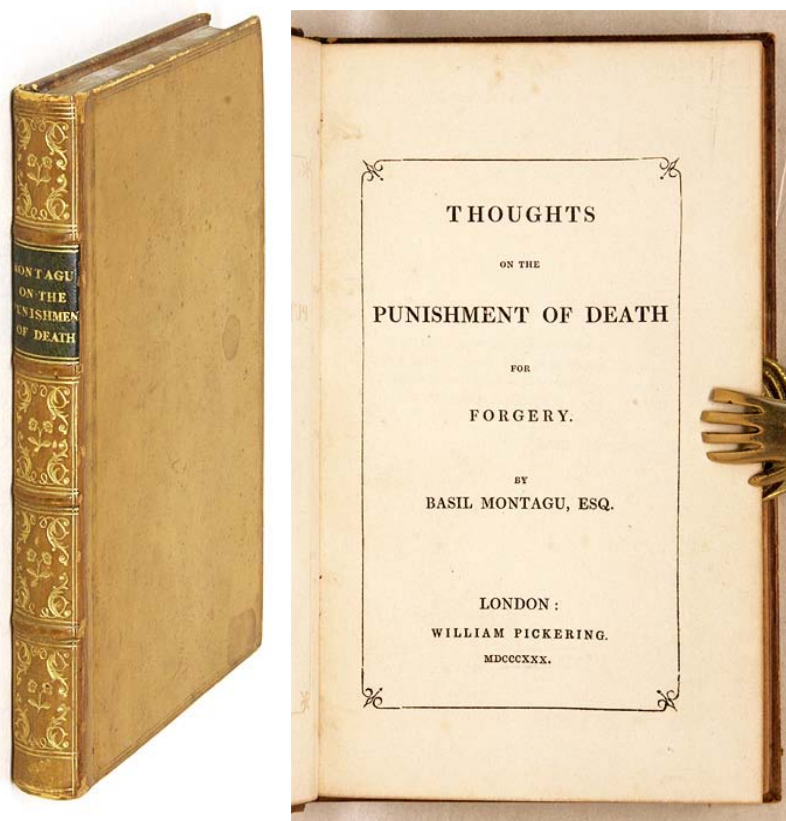 MONTAGU
ON THE
PUNISHMEN
OF DEATH
THOUGHTS
ON THE
PUNISHMENT OF DEATH
FOR
FORGERY.
BY
BASIL MONTAGU, ESQ.
LONDON :
WILLIAM PICKERING.
MDCCCXXX.